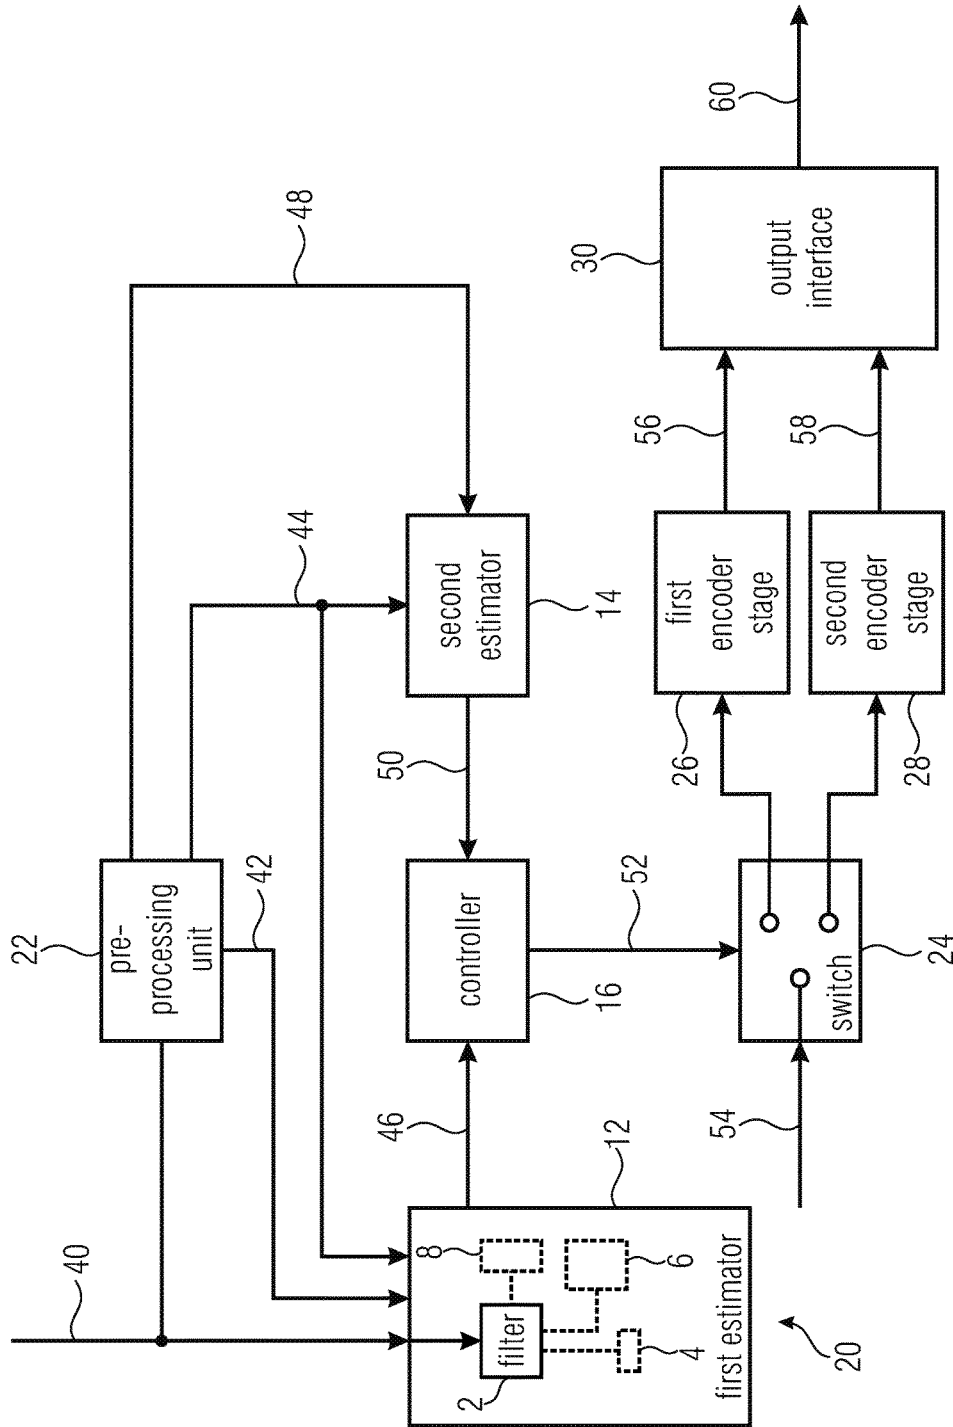 40
22
pre-
processing
unit
42
44
48
46
controller
16
50
second
estimator
14
52
first estimator
12
2
filter
8
6
4
20
54
switch
24
26
first
encoder
stage
28
second
encoder
stage
56
58
30
output
interface
60